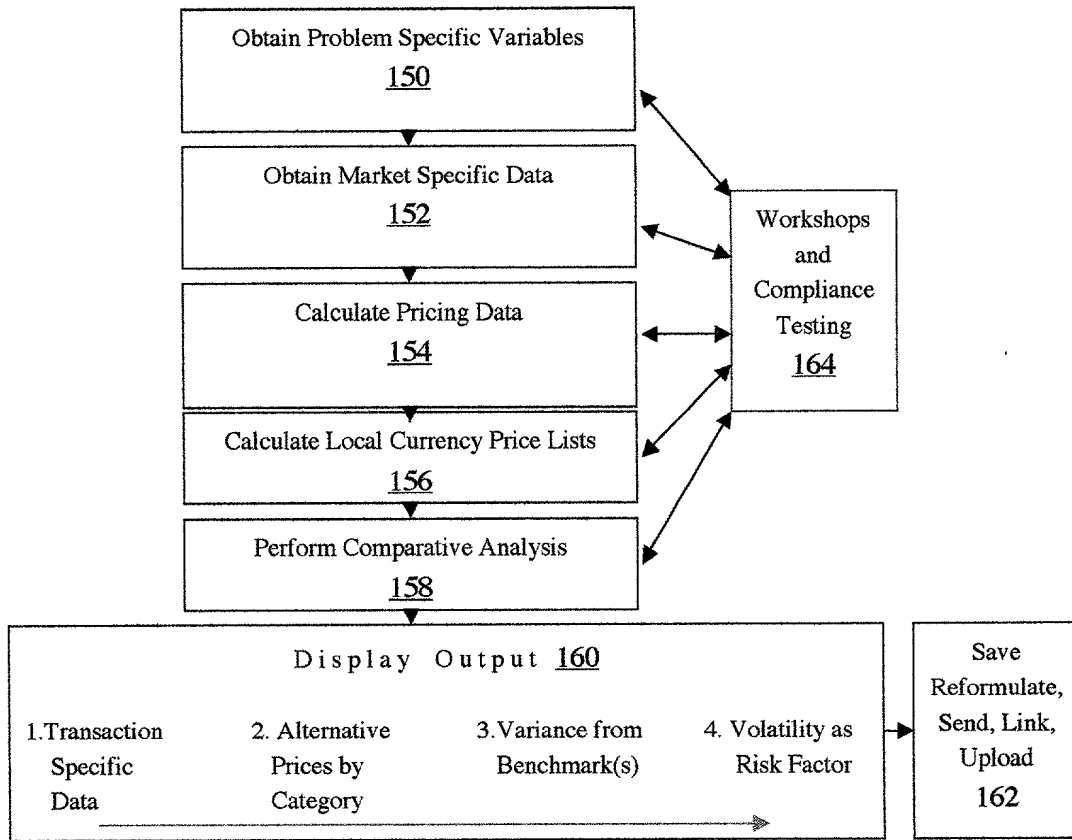 Obtain Problem Specific Variables
150
Obtain Market Specific Data
152
Calculate Pricing Data
154
Calculate Local Currency Price Lists
156
Perform Comparative Analysis
158
Workshops
and
Compliance
Testing
164
Display Output 160
1.Transaction
Specific
Data
2. Alternative
Prices by
Category
3.Variance from
Benchmark(s)
4. Volatility as
Risk Factor
Save
Reformulate,
Send, Link,
Upload
162